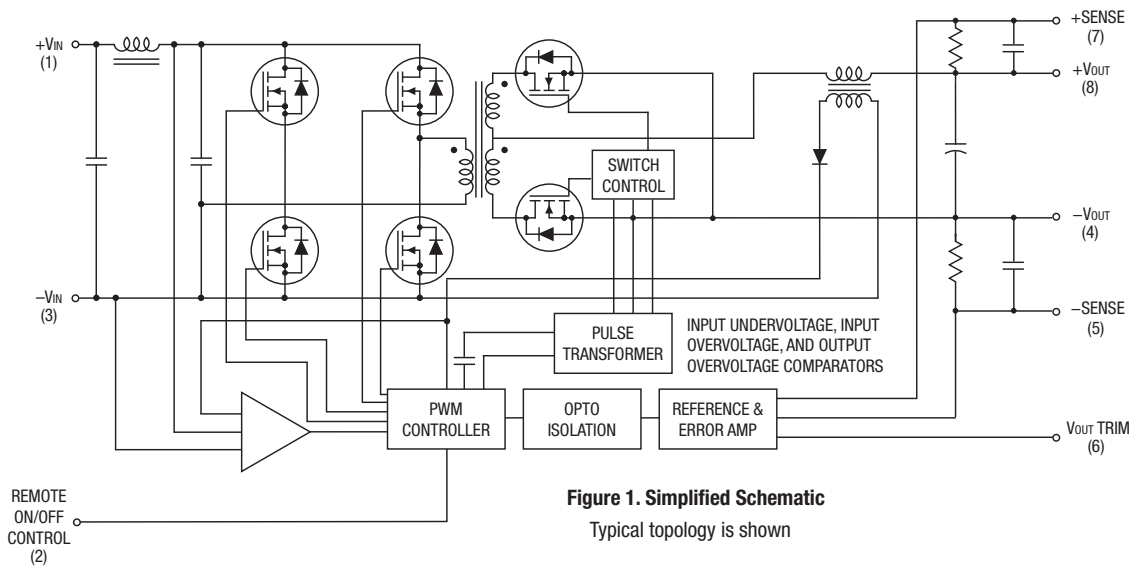 +VIN
(1)
−VIN
(3)
REMOTE
ON/OFF
CONTROL
(2)
SWITCH
CONTROL
PULSE
TRANSFORMER
INPUT UNDERVOLTAGE, INPUT
OVERVOLTAGE, AND OUTPUT
OVERVOLTAGE COMPARATORS
PWM
CONTROLLER
OPTO
ISOLATION
REFERENCE &
ERROR AMP
+SENSE
(7)
+VOUT
(8)
−VOUT
(4)
−SENSE
(5)
VOUT TRIM
(6)
Figure 1. Simplified Schematic
Typical topology is shown